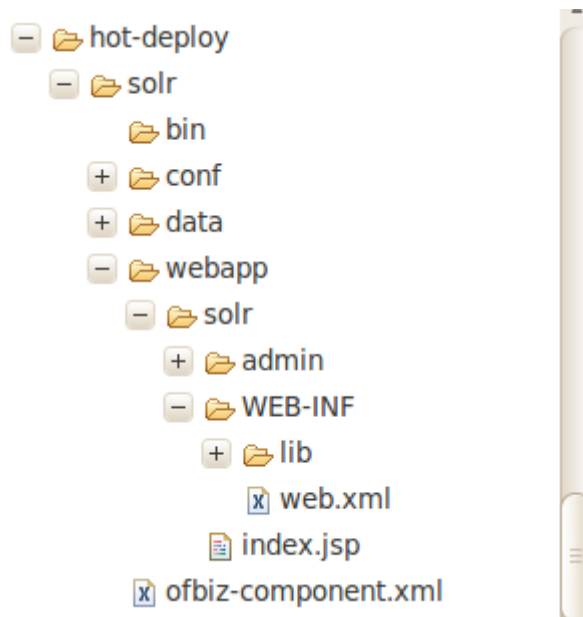 hot-deploy
solr
bin
conf
data
webapp
solr
admin
WEB-INF
lib
web.xml
index.jsp
ofbiz-component.xml